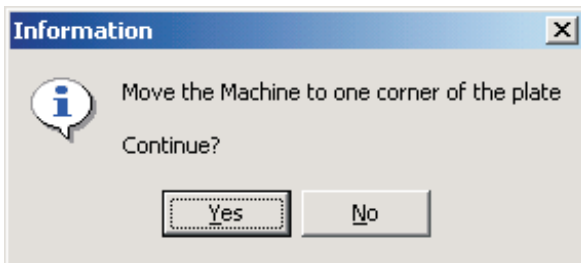 Information
Move the Machine to one corner of the plate
Continue?
Yes No